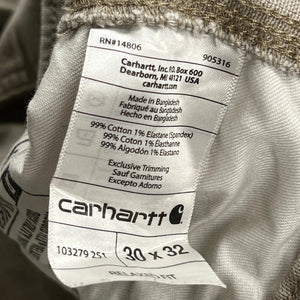 RN#14806 905316
Carhartt, Inc. P.O. Box 600
Dearborn, MI 48121 USA
carhartt.com
Made in Bangladesh
Fabriqué au Bangladesh
Hecho en Bangladesh
99% Cotton 1% Elastane (Spandex)
99% Coton 1% Élasthanne
99% Algodón 1% Elastano
Exclusive Trimming
Sauf Garnitures
Excepto Adorno
carhartt
103279 251 30 x 32
RELAXED FIT